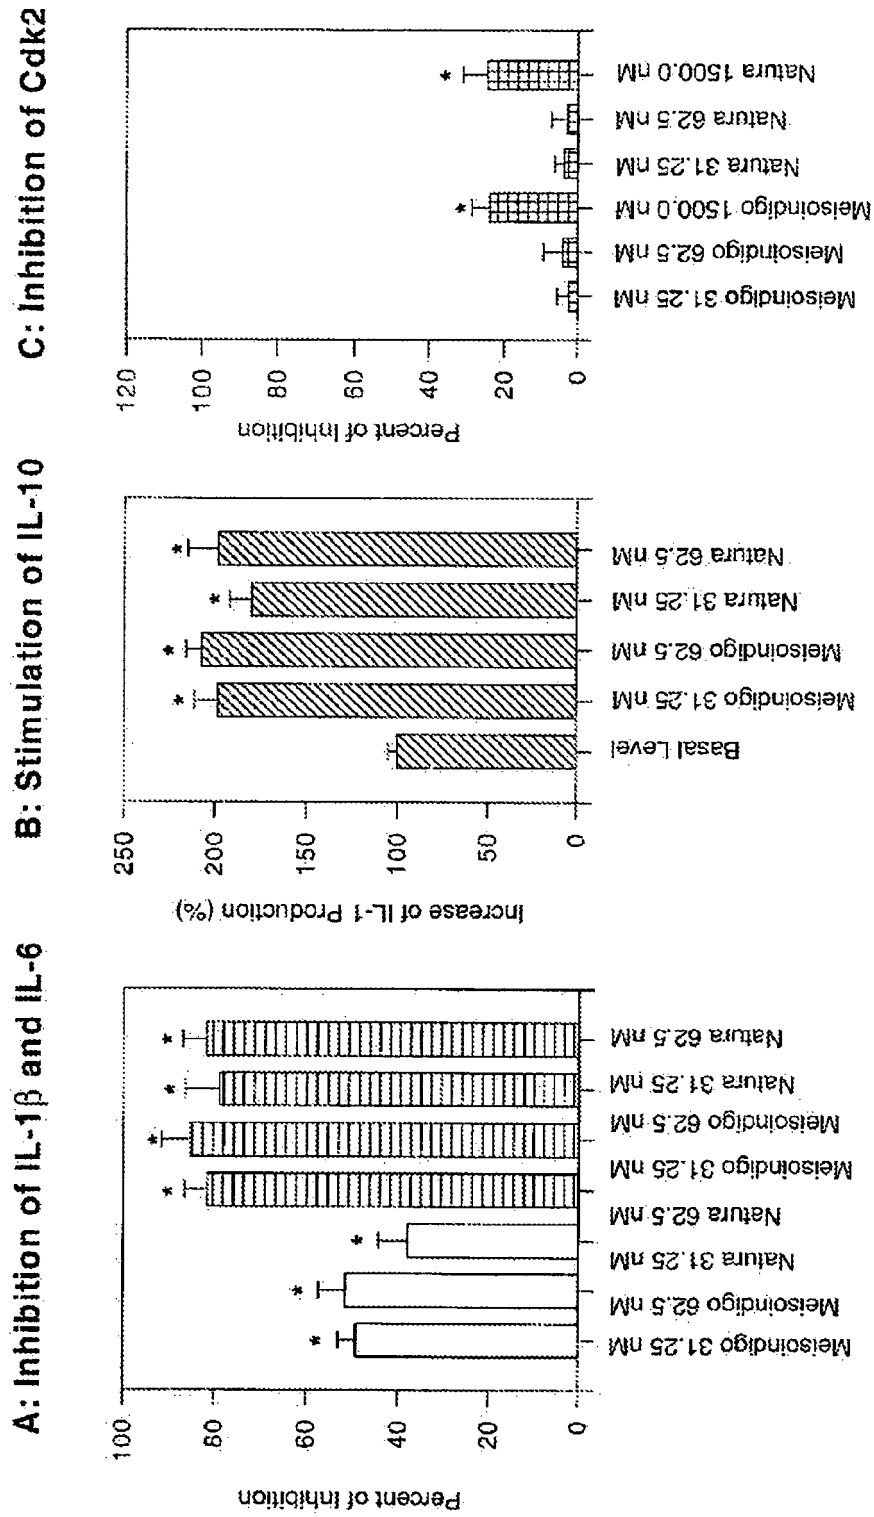 A: Inhibition of IL-1β and IL-6
Percent of Inhibition
100
80
60
40
20
0
Meisoindigo 31.25 nM
Meisoindigo 62.5 nM
Natura 31.25 nM
Natura 62.5 nM
Meisoindigo 31.25 nM
Meisoindigo 62.5 nM
Natura 31.25 nM
Natura 62.5 nM
*
*
*
*
*
*
*
B: Stimulation of IL-10
Increase of IL-1 Production (%)
250
200
150
100
50
0
Basal Level
Meisoindigo 31.25 nM
Meisoindigo 62.5 nM
Natura 31.25 nM
Natura 62.5 nM
*
*
*
*
C: Inhibition of Cdk2
Percent of Inhibition
120
100
80
60
40
20
0
Meisoindigo 31.25 nM
Meisoindigo 62.5 nM
Meisoindigo 1500.0 nM
Natura 31.25 nM
Natura 62.5 nM
Natura 1500.0 nM
*
*